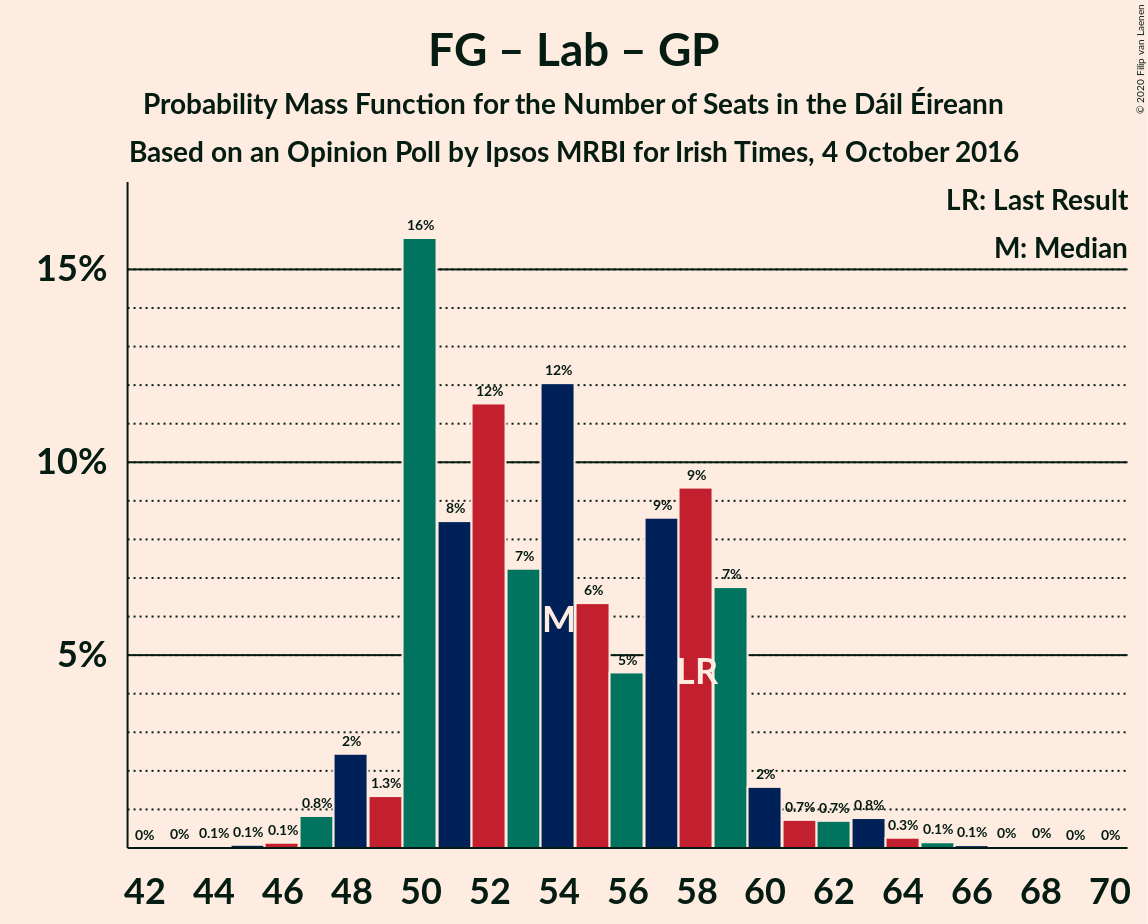 FG – Lab – GP
Probability Mass Function for the Number of Seats in the Dáil Éireann
Based on an Opinion Poll by Ipsos MRBI for Irish Times, 4 October 2016
© 2020 Filip van Laenen
LR: Last Result
M: Median
15%
10%
5%
0% 0% 0.1% 0.1% 0.1% 0.8% 2% 1.3% 16% 8% 12% 7% 12% 6% 5% 9% 9% 7% 2% 0.7% 0.7% 0.8% 0.3% 0.1% 0.1% 0% 0% 0% 0%
M
LR
42 44 46 48 50 52 54 56 58 60 62 64 66 68 70